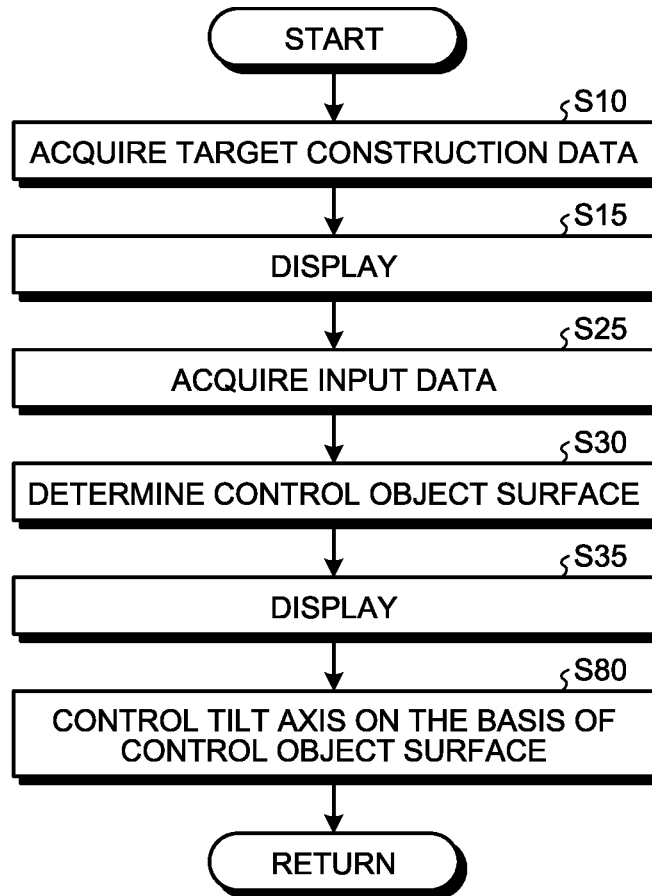 START
S10
ACQUIRE TARGET CONSTRUCTION DATA
S15
DISPLAY
S25
ACQUIRE INPUT DATA
S30
DETERMINE CONTROL OBJECT SURFACE
S35
DISPLAY
S80
CONTROL TILT AXIS ON THE BASIS OF
CONTROL OBJECT SURFACE
RETURN